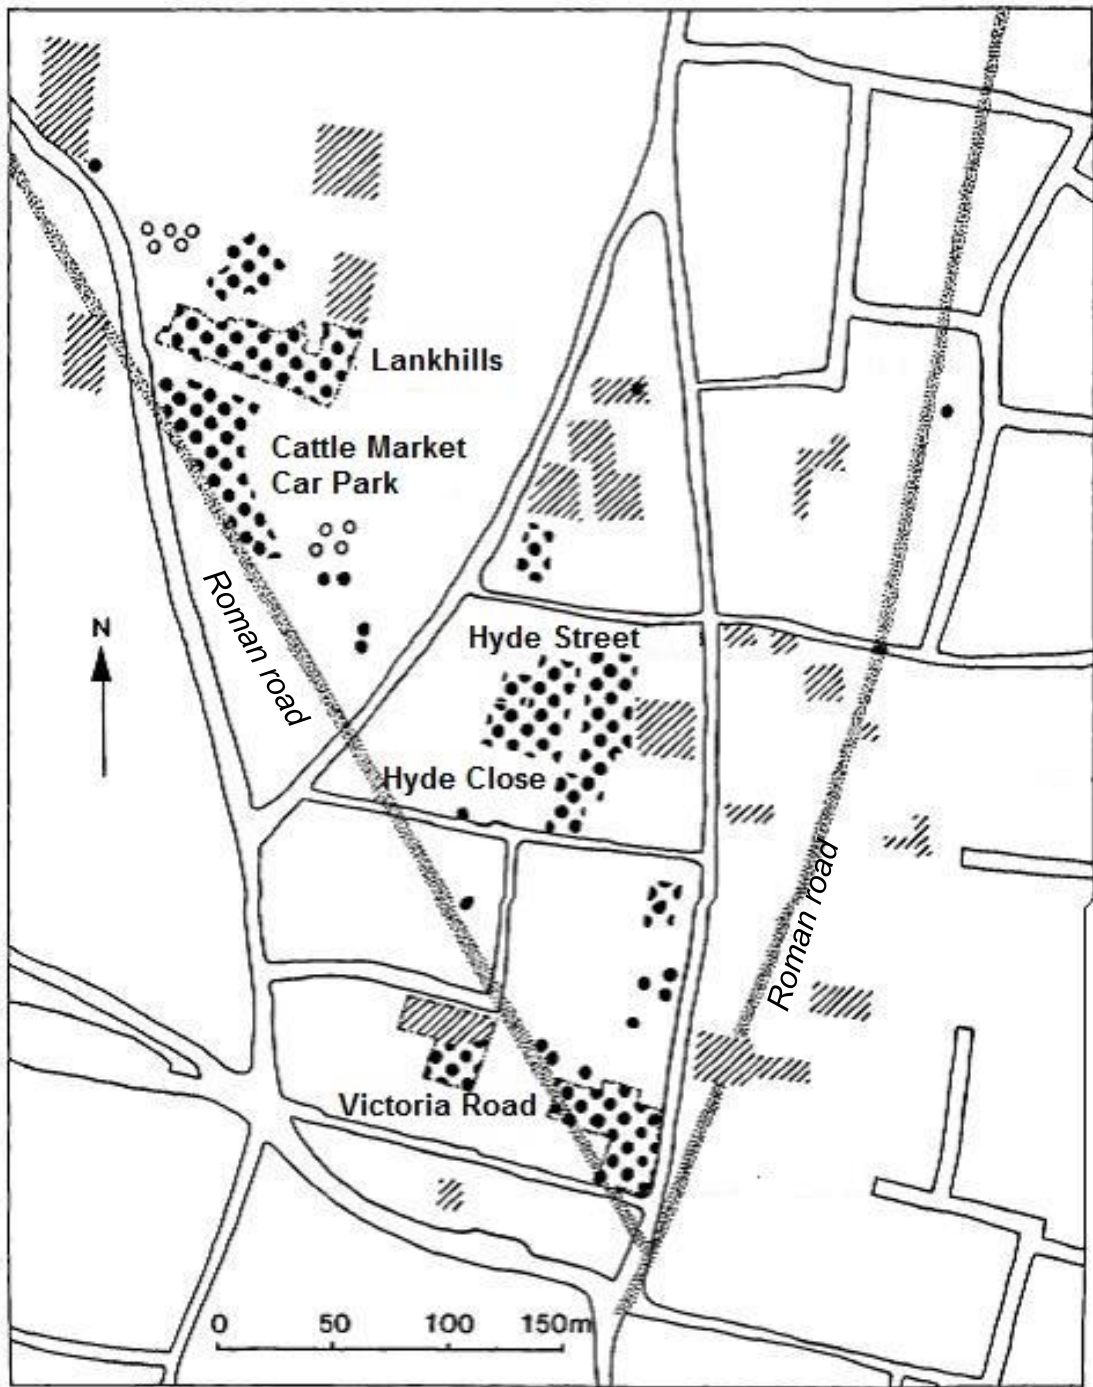 Lankhills
Cattle Market
Car Park
Roman road
N
Hyde Street
Hyde Close
Roman road
Victoria Road
0 50 100 150m